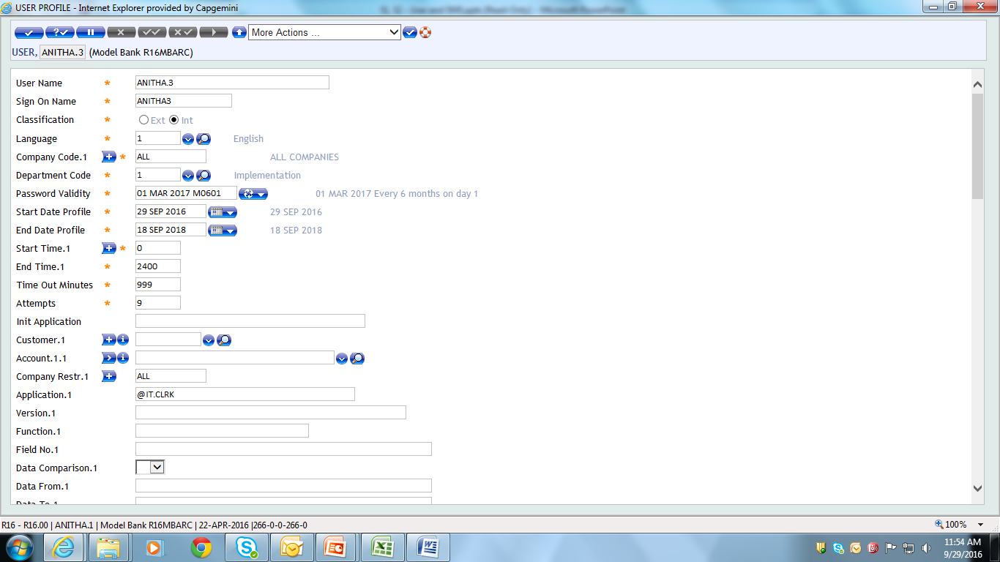 USER PROFILE - Internet Explorer provided by Capgemini
More Actions ...
USER, ANITHA.3 (Model Bank R16MBARC)
User Name * ANITHA.3
Sign On Name * ANITHA3
Classification * Ext Int
Language * 1 English
Company Code.1 * ALL ALL COMPANIES
Department Code * 1 Implementation
Password Validity * 01 MAR 2017 M0601 01 MAR 2017 Every 6 months on day 1
Start Date Profile * 29 SEP 2016 29 SEP 2016
End Date Profile * 18 SEP 2018 18 SEP 2018
Start Time.1 * 0
End Time.1 * 2400
Time Out Minutes * 999
Attempts * 9
Init Application
Customer.1
Account.1.1
Company Restr.1 ALL
Application.1 @IT.CLRK
Version.1
Function.1
Field No.1
Data Comparison.1
Data From.1
Data To.1
R16 - R16.00 | ANITHA.1 | Model Bank R16MBARC | 22-APR-2016 |266-0-0-266-0
100%
11:54 AM
9/29/2016